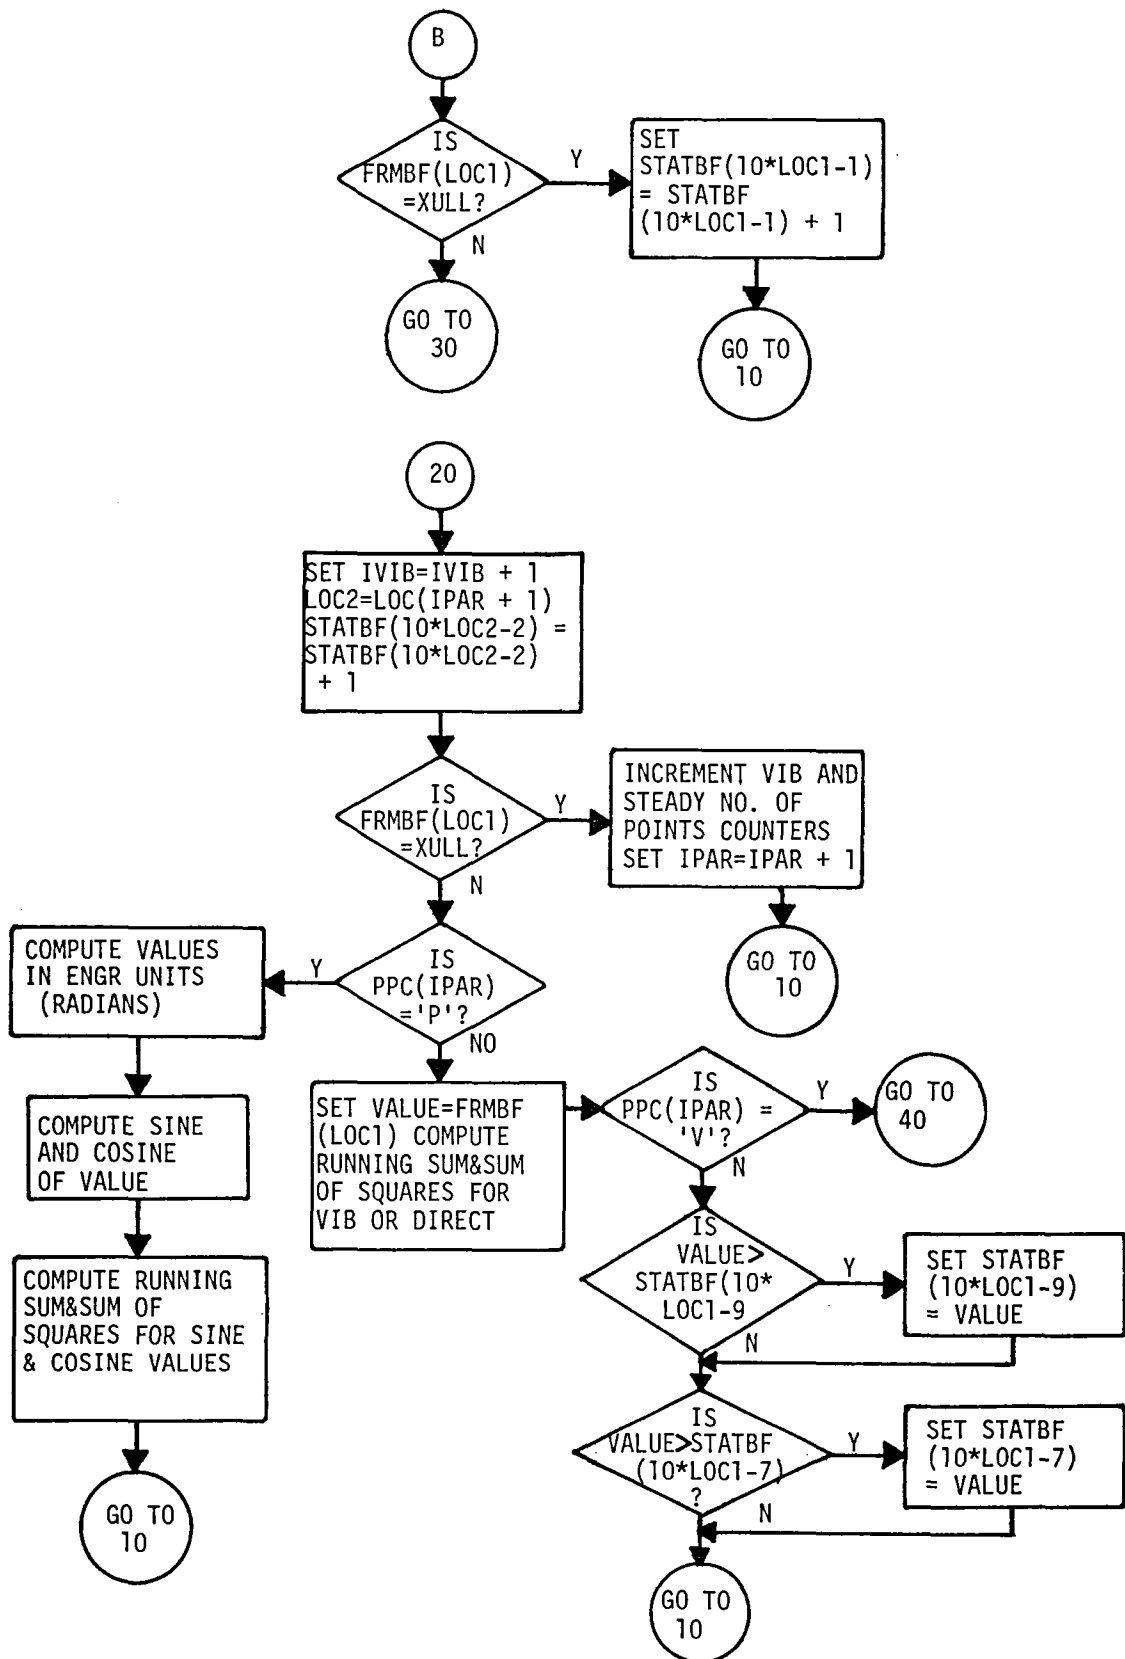 B
IS
FRMBF(LOC1)
=XULL?
Y
SET
STATBF(10*LOC1-1)
= STATBF
(10*LOC1-1) + 1
N
GO TO
30
GO TO
10
20
SET IVIB=IVIB + 1
LOC2=LOC(IPAR + 1)
STATBF(10*LOC2-2) =
STATBF(10*LOC2-2)
+ 1
IS
FRMBF(LOC1)
=XULL?
Y
INCREMENT VIB AND
STEADY NO. OF
POINTS COUNTERS
SET IPAR=IPAR + 1
N
GO TO
10
IS
PPC(IPAR)
='P'?
Y
COMPUTE VALUES
IN ENGR UNITS
(RADIANS)
NO
COMPUTE SINE
AND COSINE
OF VALUE
COMPUTE RUNNING
SUM&SUM OF
SQUARES FOR SINE
& COSINE VALUES
GO TO
10
SET VALUE=FRMBF
(LOC1) COMPUTE
RUNNING SUM&SUM
OF SQUARES FOR
VIB OR DIRECT
IS
PPC(IPAR) =
'V'?
Y
GO TO
40
N
IS
VALUE>
STATBF(10*
LOC1-9
Y
SET STATBF
(10*LOC1-9)
= VALUE
N
IS
VALUE>STATBF
(10*LOC1-7)
?
Y
SET STATBF
(10*LOC1-7)
= VALUE
N
GO TO
10